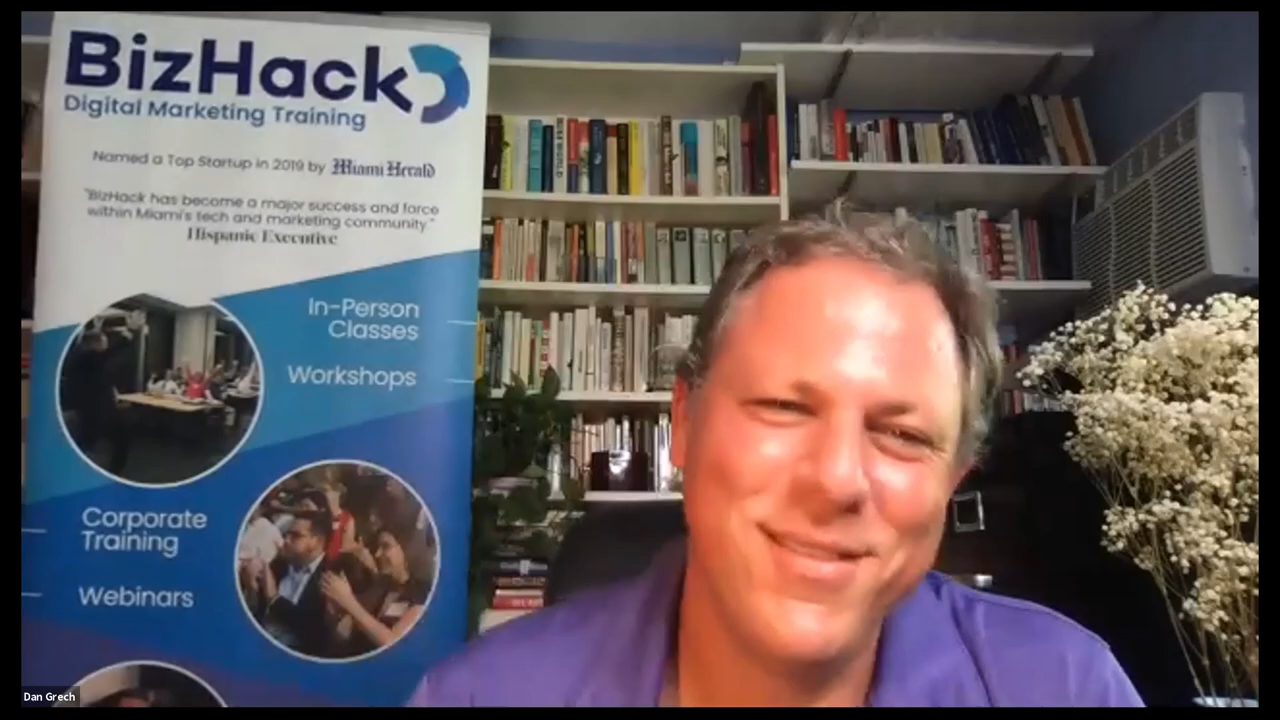 BizHack
Digital Marketing Training
Named a Top Startup in 2019 by Miami Herald
"BizHack has become a major success and force
within Miami's tech and marketing community."
Hispanic Executive
In-Person
Classes
Workshops
Corporate
Training
Webinars
Dan Grech